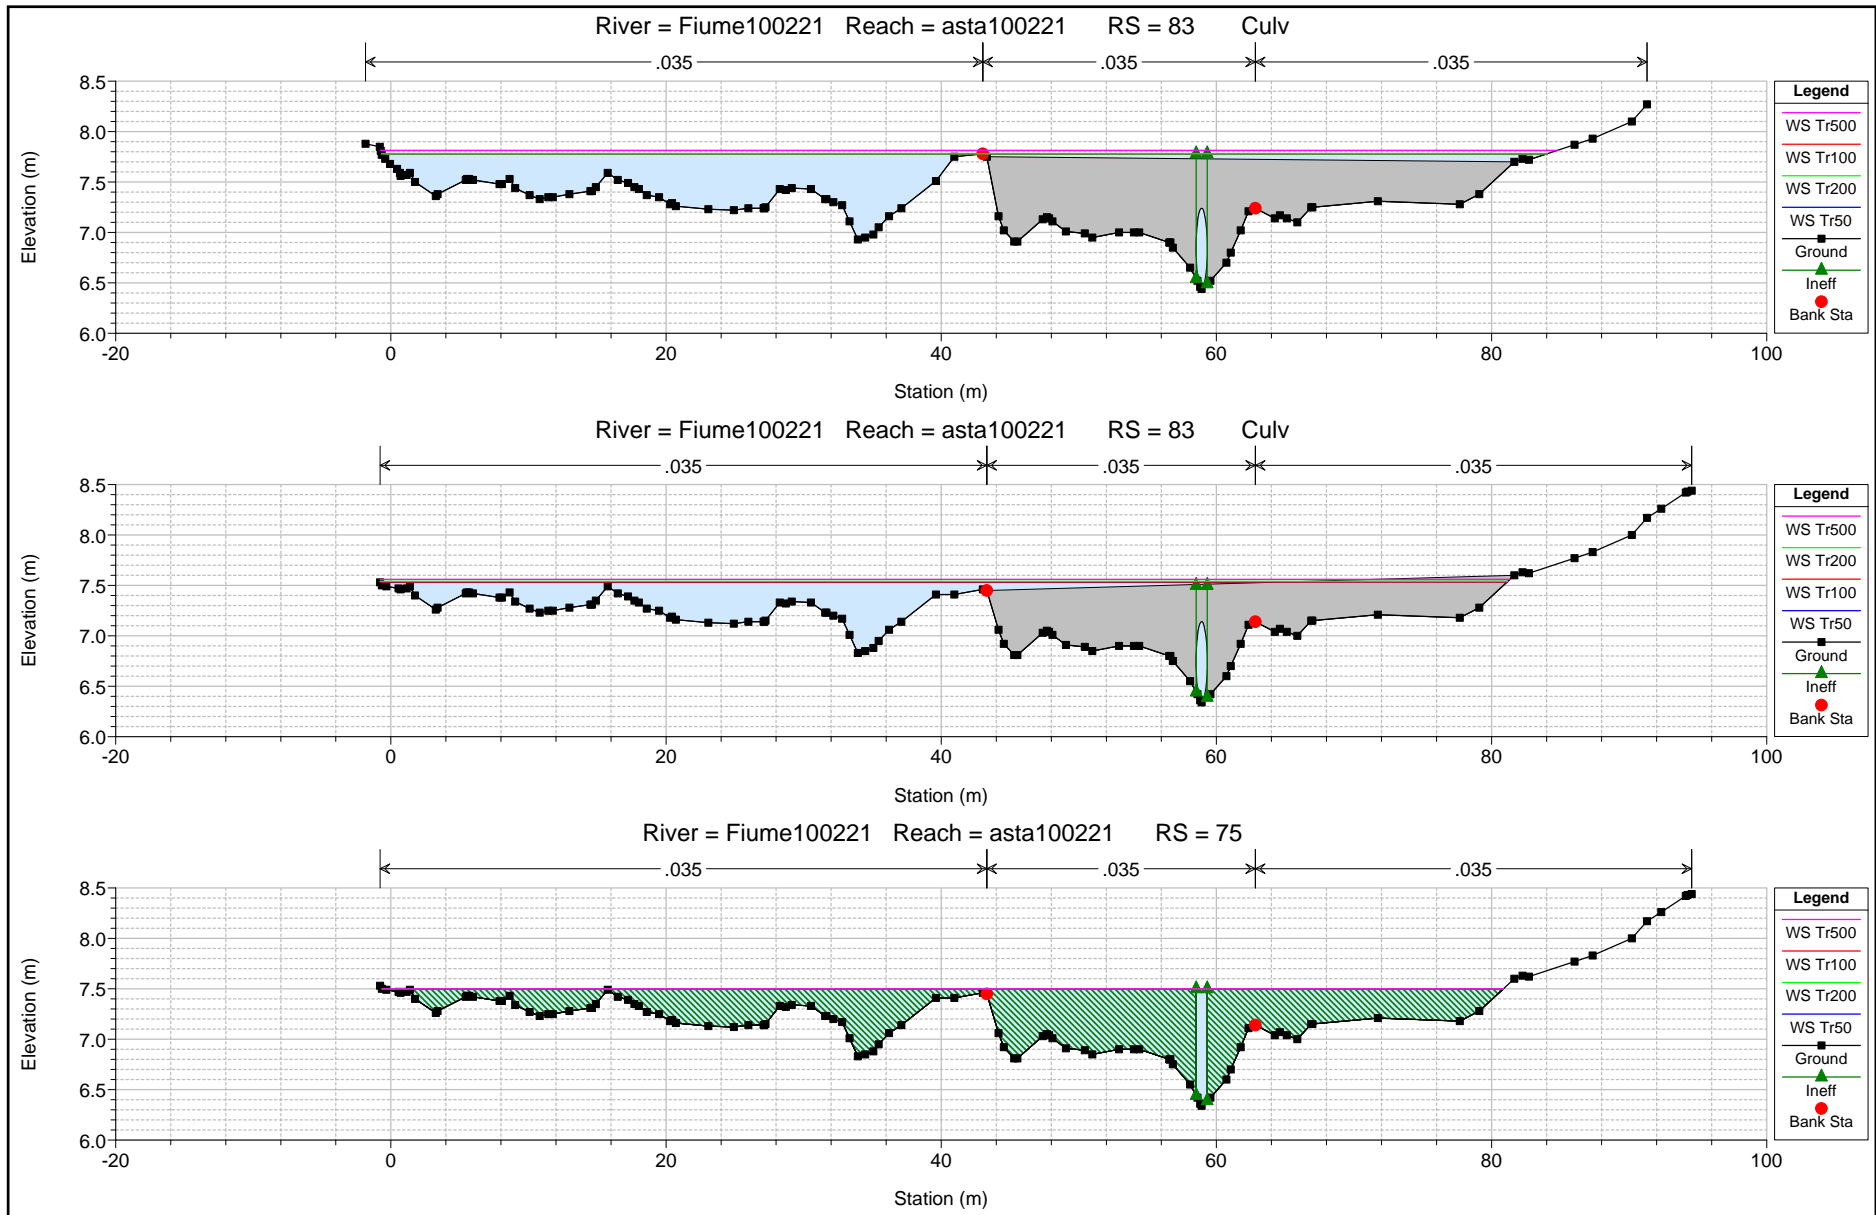 River = Fiume100221 Reach = asta100221 RS = 83 Culv
.035 .035 .035
8.5
8.0
7.5
7.0
6.5
6.0
Elevation (m)
-20 0 20 40 60 80 100
Station (m)
Legend
WS Tr500
WS Tr100
WS Tr200
WS Tr50
Ground
Ineff
Bank Sta
River = Fiume100221 Reach = asta100221 RS = 83 Culv
.035 .035 .035
8.5
8.0
7.5
7.0
6.5
6.0
Elevation (m)
-20 0 20 40 60 80 100
Station (m)
Legend
WS Tr500
WS Tr200
WS Tr100
WS Tr50
Ground
Ineff
Bank Sta
River = Fiume100221 Reach = asta100221 RS = 75
.035 .035 .035
8.5
8.0
7.5
7.0
6.5
6.0
Elevation (m)
-20 0 20 40 60 80 100
Station (m)
Legend
WS Tr500
WS Tr100
WS Tr200
WS Tr50
Ground
Ineff
Bank Sta